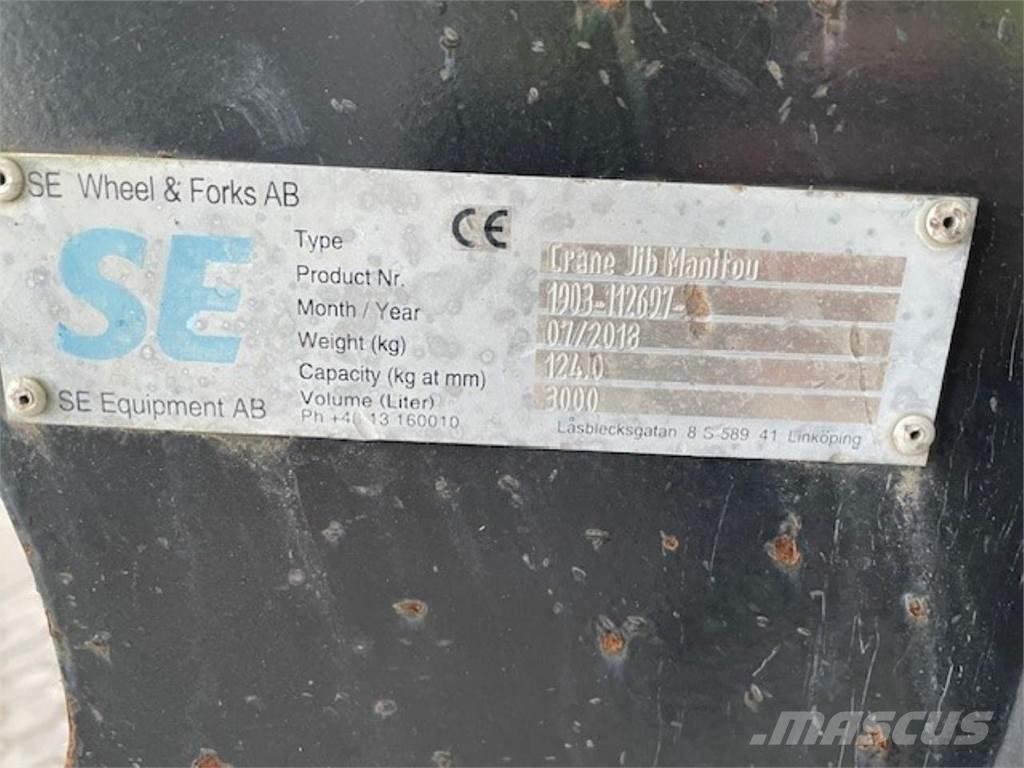 SE Wheel & Forks AB
CE
SE
Type Crane Jib Manitou
Product Nr. 1903-112697-
Month / Year 07/2018
Weight (kg) 124.0
Capacity (kg at mm) 3000
Volume (Liter)
SE Equipment AB
Ph +46 13 160010
Låsblecksgatan 8 S-589 41 Linköping
MASCUS